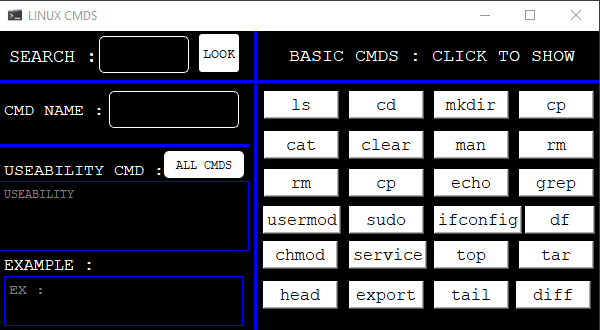 LINUX CMDS
SEARCH :
LOOK
BASIC CMDS : CLICK TO SHOW
CMD NAME :
USEABILITY CMD :
ALL CMDS
USEABILITY
EXAMPLE :
EX :
ls cd mkdir cp
cat clear man rm
rm cp echo grep
usermod sudo ifconfig df
chmod service top tar
head export tail diff